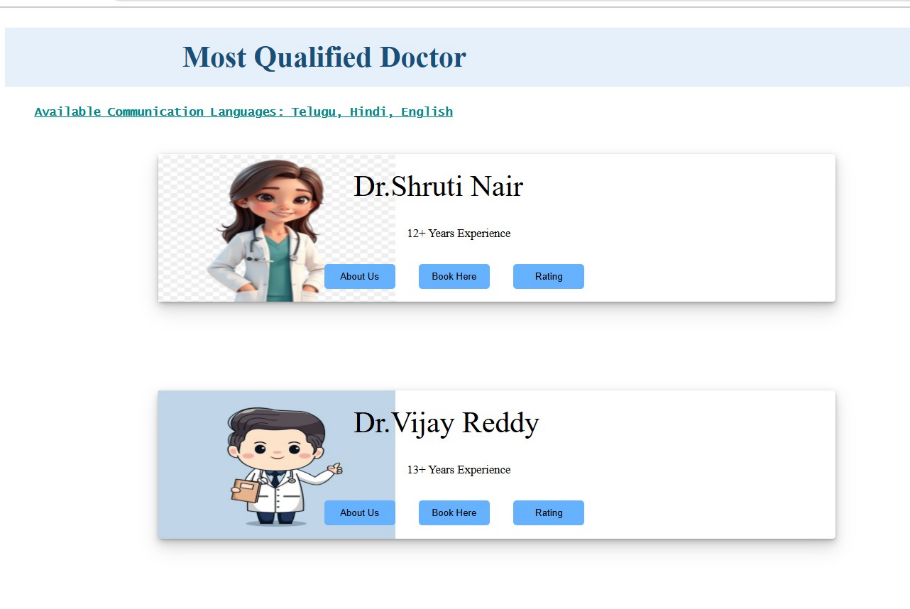 Most Qualified Doctor
Available Communication Languages: Telugu, Hindi, English
Dr.Shruti Nair
12+ Years Experience
About Us Book Here Rating
Dr.Vijay Reddy
13+ Years Experience
About Us Book Here Rating